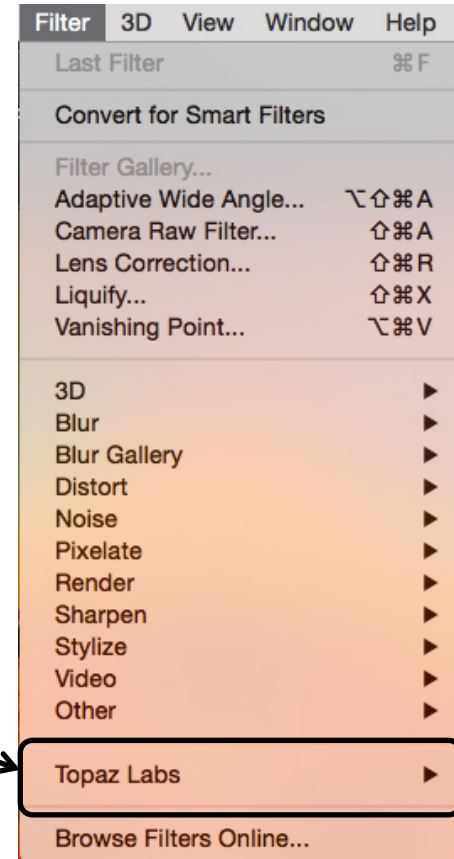 Filter 3D View Window Help
Last Filter ⌘F
Convert for Smart Filters
Filter Gallery...
Adaptive Wide Angle... ⌥⇧⌘A
Camera Raw Filter... ⇧⌘A
Lens Correction... ⇧⌘R
Liquify... ⇧⌘X
Vanishing Point... ⌥⌘V
3D ▶
Blur ▶
Blur Gallery ▶
Distort ▶
Noise ▶
Pixelate ▶
Render ▶
Sharpen ▶
Stylize ▶
Video ▶
Other ▶
Topaz Labs ▶
Browse Filters Online...